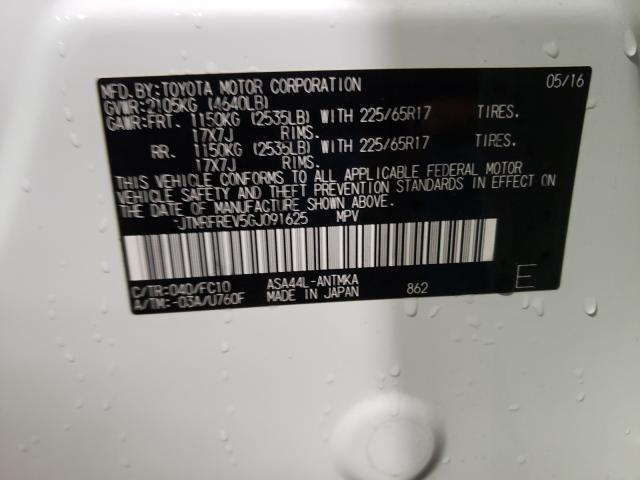 MFD.BY:TOYOTA MOTOR CORPORATION 05/16
GVWR:2105KG (4640LB)
GAWR:FRT. 1150KG (2535LB) WITH 225/65R17 TIRES.
17X7J RIMS.
RR. 1150KG (2535LB) WITH 225/65R17 TIRES.
17X7J RIMS.
THIS VEHICLE CONFORMS TO ALL APPLICABLE FEDERAL MOTOR
VEHICLE SAFETY AND THEFT PREVENTION STANDARDS IN EFFECT ON
THE DATE OF MANUFACTURE SHOWN ABOVE.
JTMRFREV5GJ091625 MPV
C/TR:040/FC10 ASA44L-ANTMKA
A/TM:-03A/U760F MADE IN JAPAN 862 E